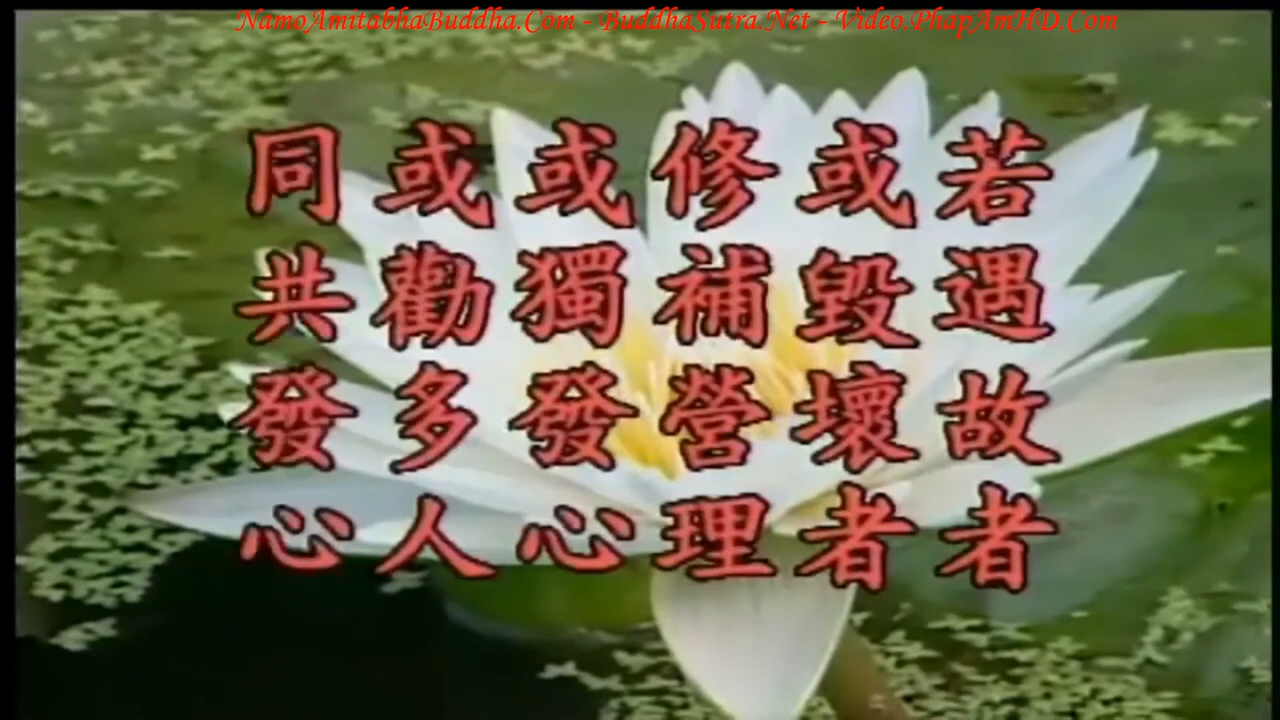 NamoAmitabhaBuddha.Com - BuddhaSutra.Net - Video.PhapAmHD.Com
若遇故者
或毀壞者
修補營理
或獨發心
或勸多人
同共發心